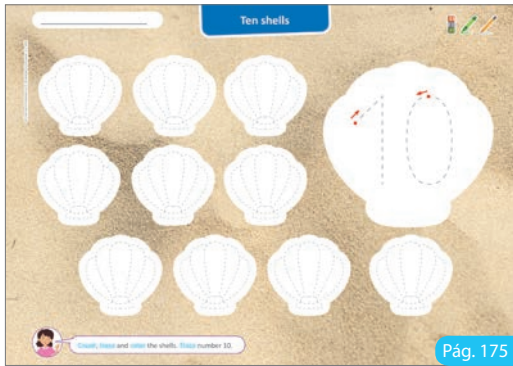 Ten shells
10
Count, trace and color the shells. Trace number 10.
Pág. 175